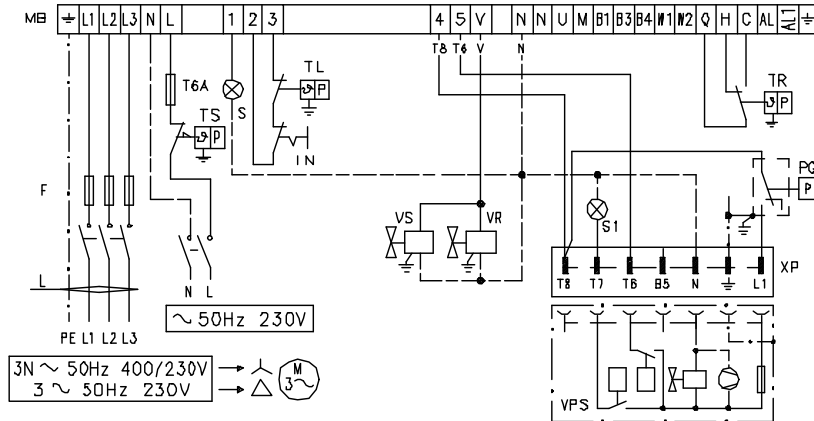 MB ⏚ L1 L2 L3 N L 1 2 3 4 5 V N N U M B1 B3 B4 W1 W2 Q H C AL AL1 ⏚
T8 T6 V N
T6A
S
TS
ϑ P
TL
ϑ P
IN
TR
ϑ P
F
L
PE L1 L2 L3
N L
∼ 50Hz 230V
VS
VR
S1
PG
P
XP
T8 T7 T6 B5 N ⏚ L1
VPS
3N ∼ 50Hz 400/230V
3 ∼ 50Hz 230V
M
3∼